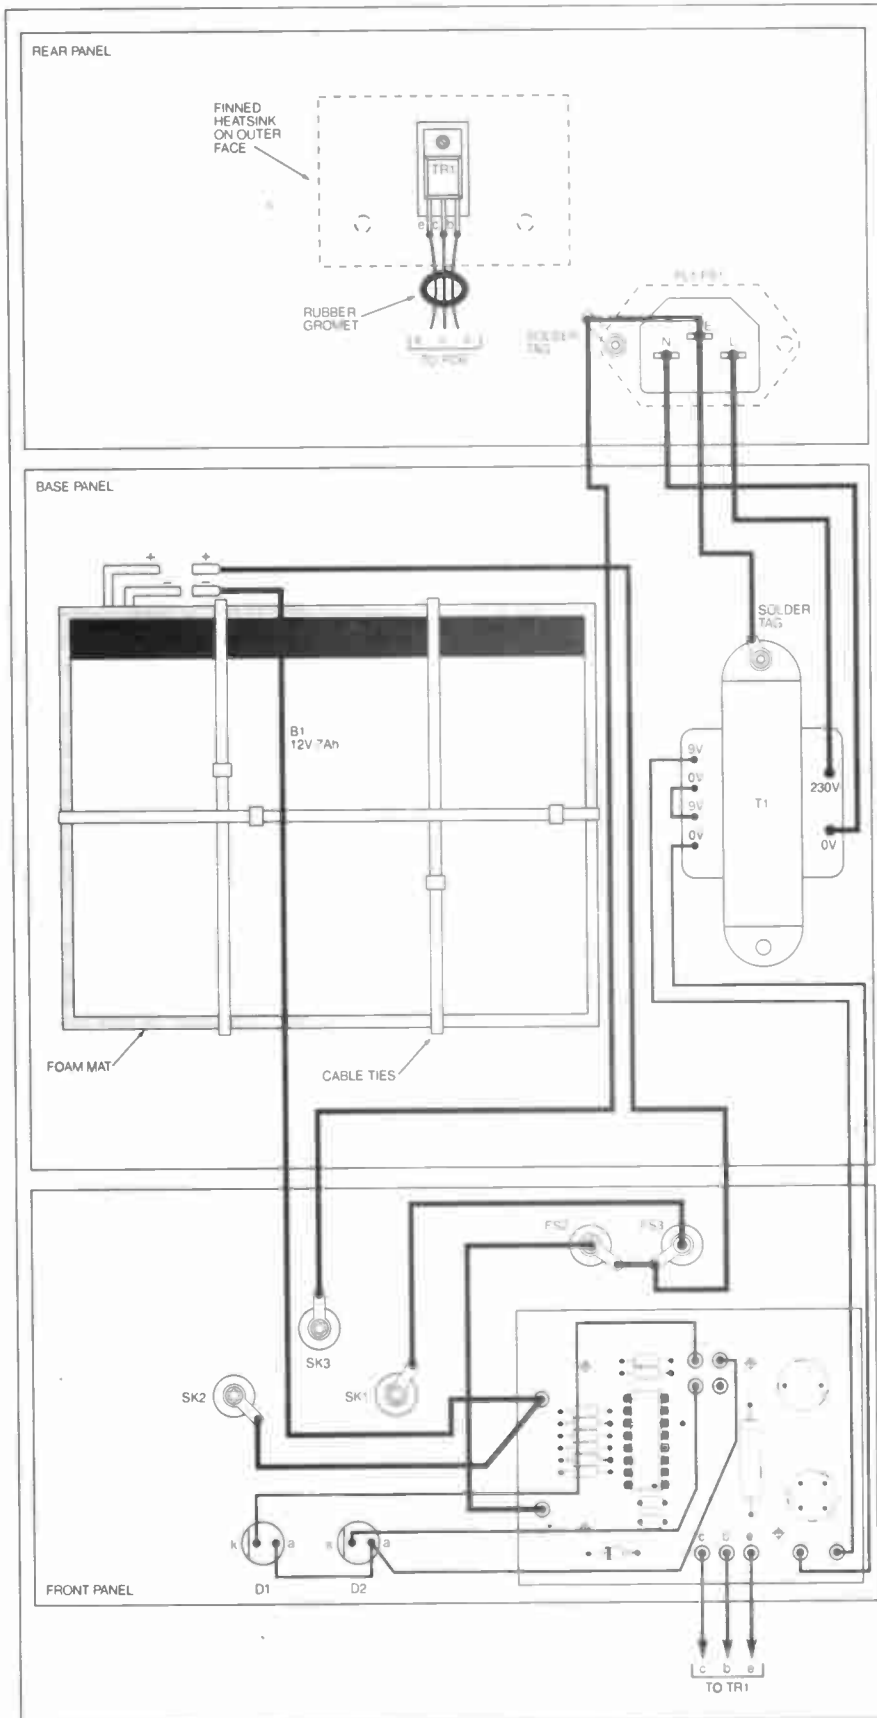 REAR PANEL
FINNED
HEATSINK
ON OUTER
FACE
TR1
e c b
RUBBER
GROMET
TO PCB
SOLDER
TAG
N
E
L
BASE PANEL
+
+
−
−
B1
12V 7Ah
SOLDER
TAG
9V
0V
9V
0V
T1
230V
0V
FOAM MAT
CABLE TIES
FS2
FS3
SK3
SK2
SK1
k
a
a
D1
D2
c
b
e
FRONT PANEL
c b e
TO TR1